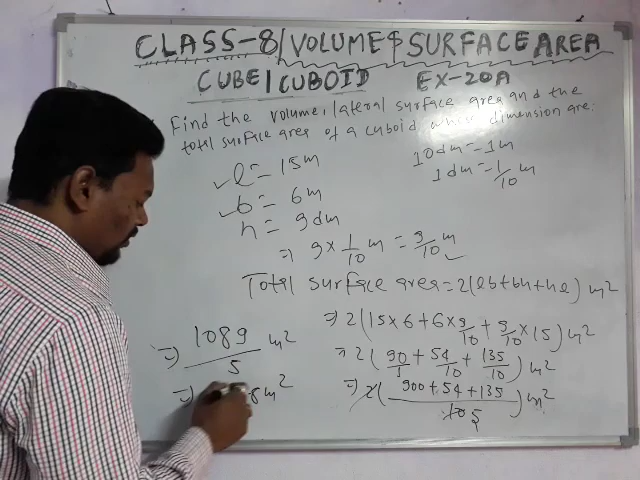 CLASS-8/VOLUME & SURFACE AREA
CUBE/CUBOID EX-20A
Find the volume, lateral surface area and the
total surface area of a cuboid whose dimension are:
l = 15m
b = 6m
h = 9dm
10dm = 1m
1dm = 1/10 m
⇒ 9 × 1/10 m = 9/10 m
Total surface area = 2(lb+bh+hl) m²
⇒ 2(15×6+6×9/10+9/10×15) m²
⇒ 2(90/1+54/10+135/10) m²
⇒ 2(900+54+135/10 5) m²
⇒ 1089/5 m²
⇒ 8m²